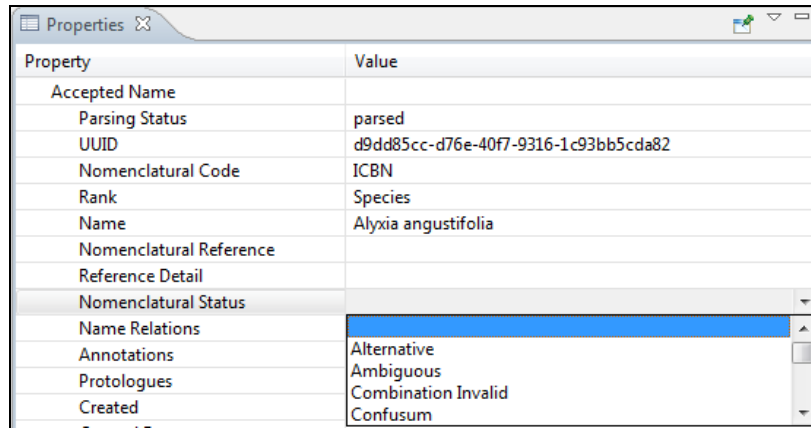 Properties
Property Value
Accepted Name
Parsing Status parsed
UUID d9dd85cc-d76e-40f7-9316-1c93bb5cda82
Nomenclatural Code ICBN
Rank Species
Name Alyxia angustifolia
Nomenclatural Reference
Reference Detail
Nomenclatural Status
Name Relations
Annotations Alternative
Ambiguous
Protologues Combination Invalid
Created Confusum